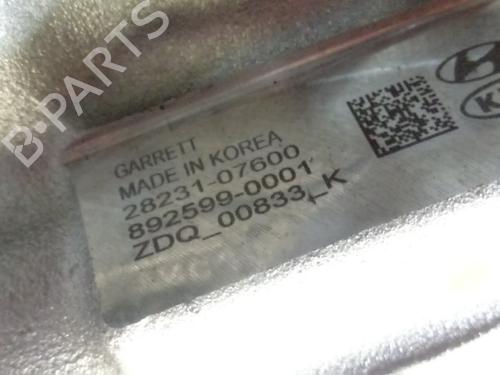 B-PARTS
GARRETT
MADE IN KOREA
28231-07600
892599-0001
ZDQ_00833_K